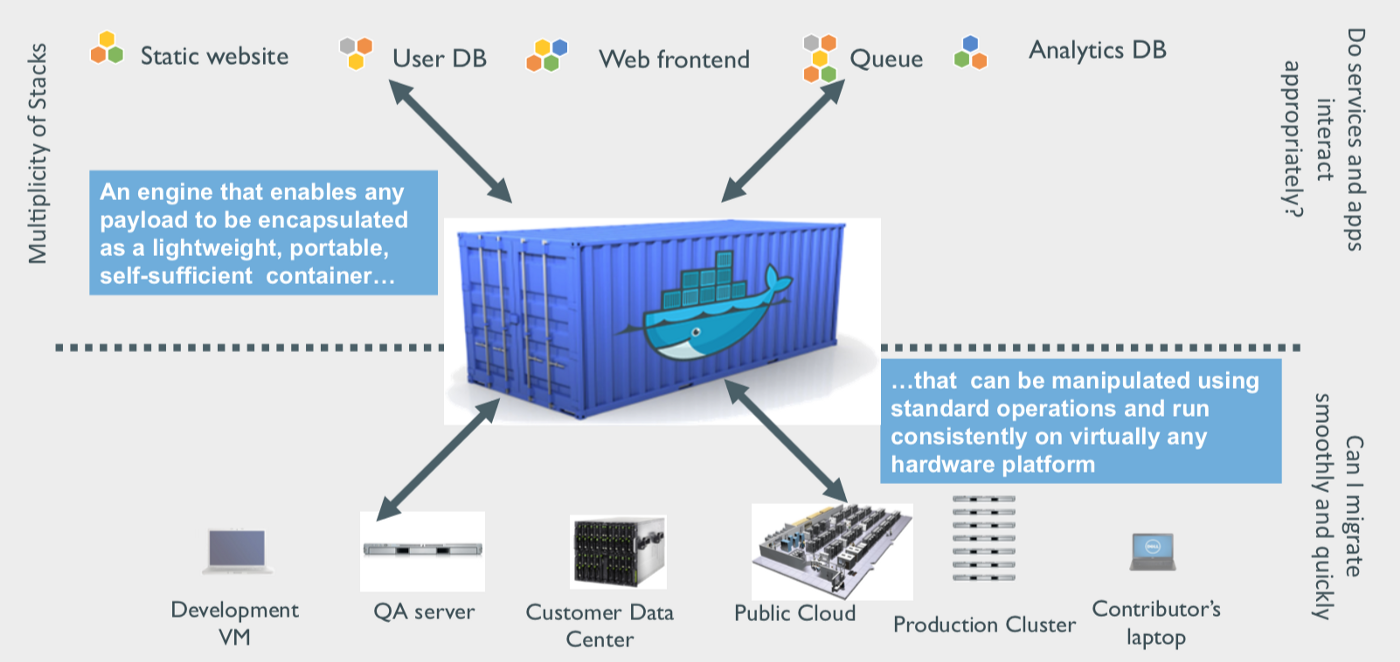 Multiplicity of Stacks
Static website
User DB
Web frontend
Queue
Analytics DB
Do services and apps
interact
appropriately?
An engine that enables any
payload to be encapsulated
as a lightweight, portable,
self-sufficient container…
…that can be manipulated using
standard operations and run
consistently on virtually any
hardware platform
Can I migrate
smoothly and quickly
DELL
Development
VM
QA server
Customer Data
Center
Public Cloud
Production Cluster
Contributor’s
laptop